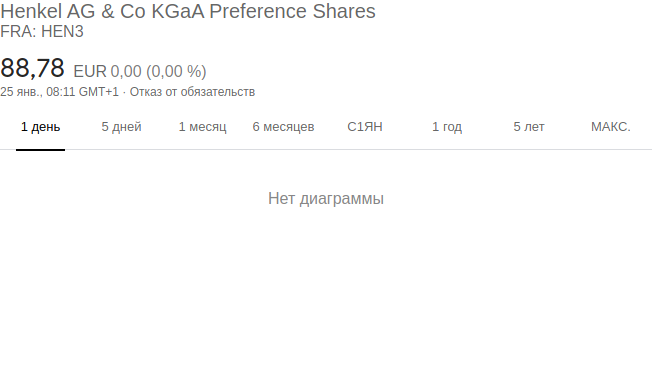 Henkel AG & Co KGaA Preference Shares
FRA: HEN3
88,78 EUR 0,00 (0,00 %)
25 янв., 08:11 GMT+1 · Отказ от обязательств
1 день 5 дней 1 месяц 6 месяцев С1ЯН 1 год 5 лет МАКС.
Нет диаграммы